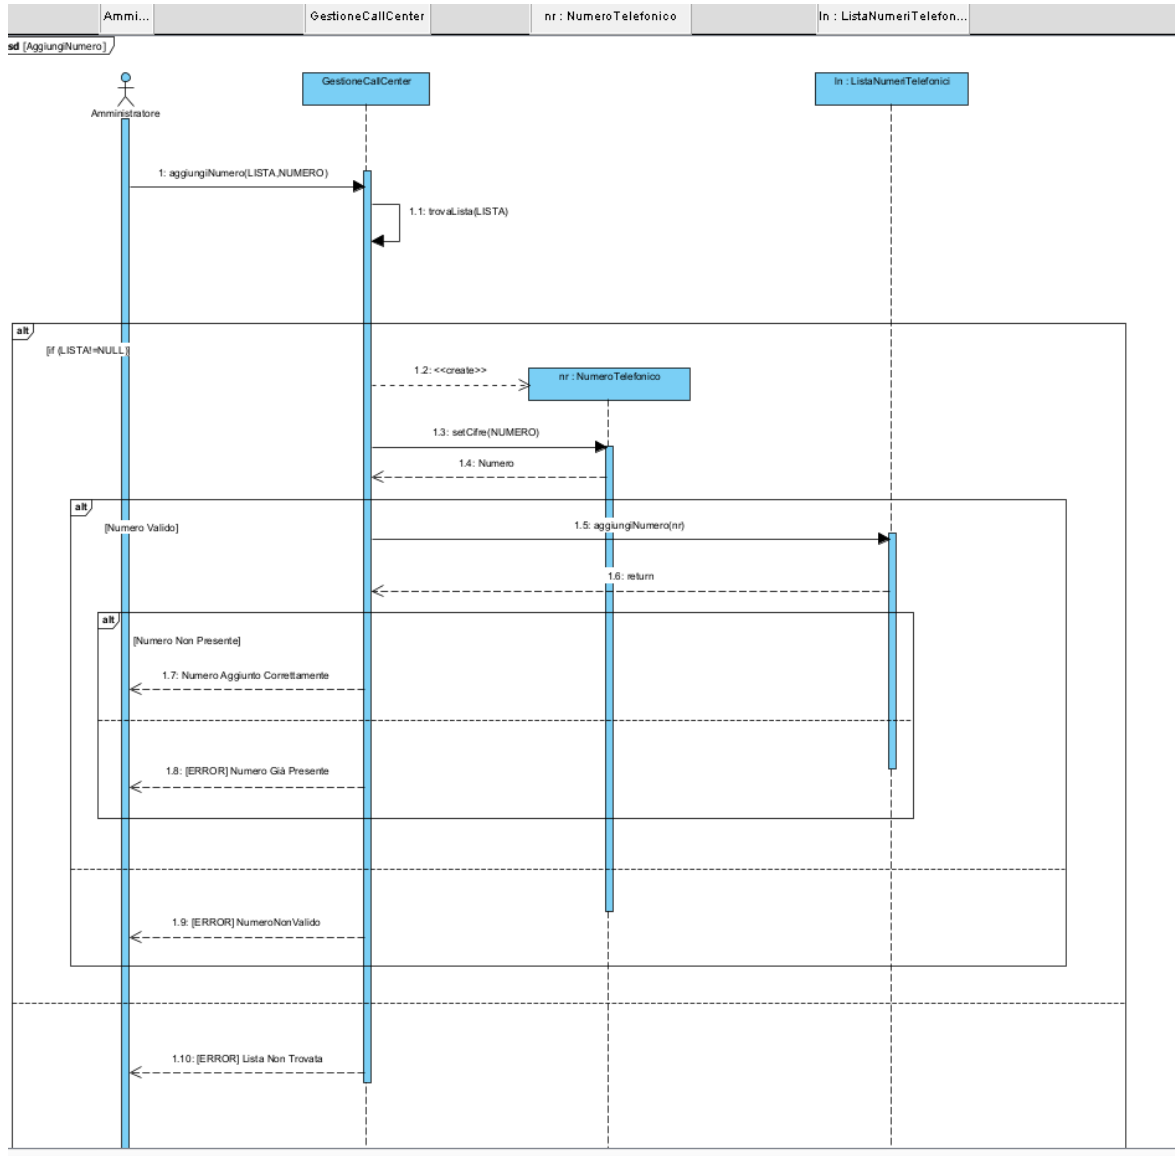 Ammi...
GestioneCallCenter
nr : NumeroTelefonico
ln : ListaNumeriTelefon...
sd [AggiungiNumero]
GestioneCallCenter
ln : ListaNumeriTelefonici
Amministratore
1: aggiungiNumero(LISTA,NUMERO)
1.1: trovaLista(LISTA)
alt
[if (LISTA!=NULL)]
1.2: <<create>>
nr : NumeroTelefonico
1.3: setCifre(NUMERO)
1.4: Numero
alt
[Numero Valido]
1.5: aggiungiNumero(nr)
1.6: return
alt
[Numero Non Presente]
1.7: Numero Aggiunto Correttamente
1.8: [ERROR] Numero Già Presente
1.9: [ERROR] NumeroNonValido
1.10: [ERROR] Lista Non Trovata